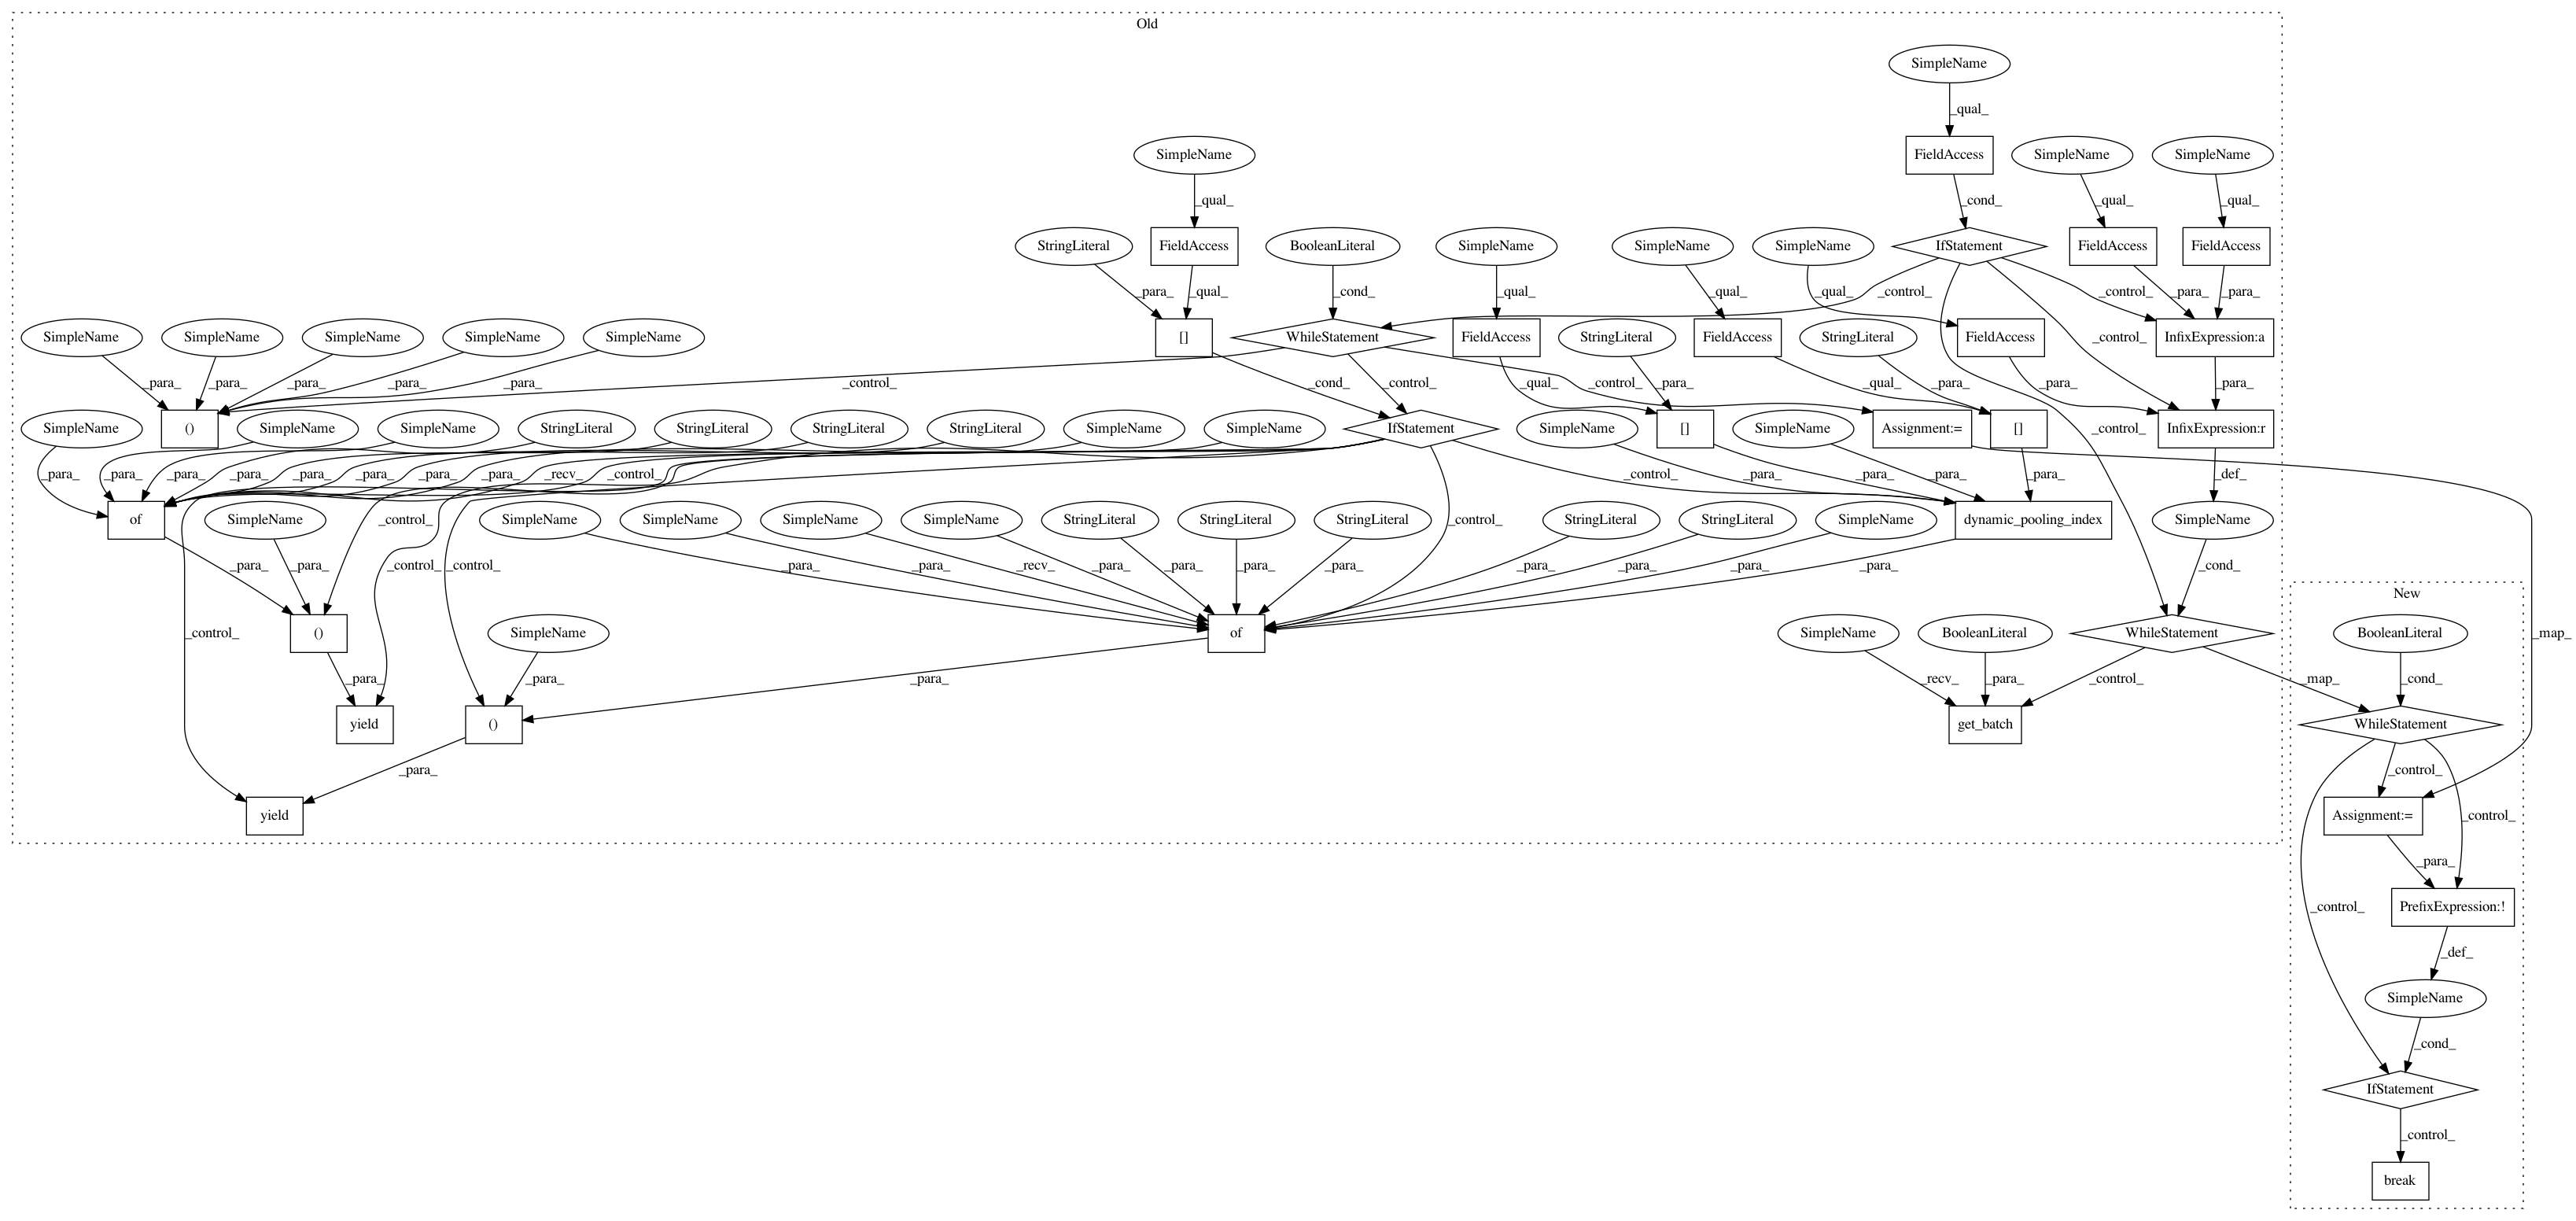 Old
SimpleName
_qual_
SimpleName FieldAccess SimpleName SimpleName
_qual_ _cond_ _qual_ _qual_
StringLiteral FieldAccess BooleanLiteral SimpleName SimpleName SimpleName IfStatement FieldAccess FieldAccess
_para_ _qual_ _cond_ _qual_ _qual_ _qual_ _control_ _control_ _para_ _para_
SimpleName SimpleName SimpleName SimpleName SimpleName [] WhileStatement FieldAccess StringLiteral FieldAccess StringLiteral FieldAccess _control_ InfixExpression:a
_para_ _para_ _para_ _para_ _para_ _control_ _cond_ _control_ _control_ _qual_ _para_ _qual_ _para_ _para_ _para_
SimpleName () SimpleName SimpleName StringLiteral StringLiteral StringLiteral StringLiteral SimpleName SimpleName IfStatement SimpleName [] SimpleName Assignment:= [] _control_ InfixExpression:r
_para_ _para_ _para_ _para_ _para_ _para_ _para_ _recv_ _control_ _control_ _para_ _para_ _para_ _para_ _def_
of SimpleName _control_ SimpleName SimpleName SimpleName SimpleName StringLiteral StringLiteral StringLiteral _control_ StringLiteral StringLiteral SimpleName dynamic_pooling_index SimpleName
_para_ _para_ _control_ _control_ _para_ _para_ _recv_ _para_ _para_ _para_ _para_ _para_ _para_ _para_ _para_ _cond_
New
_control_ () SimpleName of SimpleName BooleanLiteral WhileStatement BooleanLiteral _map_
_para_ _para_ _para_ _recv_ _para_ _control_ _map_ _cond_
yield () get_batch WhileStatement
_para_ _control_
yield Assignment:= _control_
_para_
_control_ PrefixExpression:!
_def_
SimpleName
_cond_
IfStatement
_control_
break